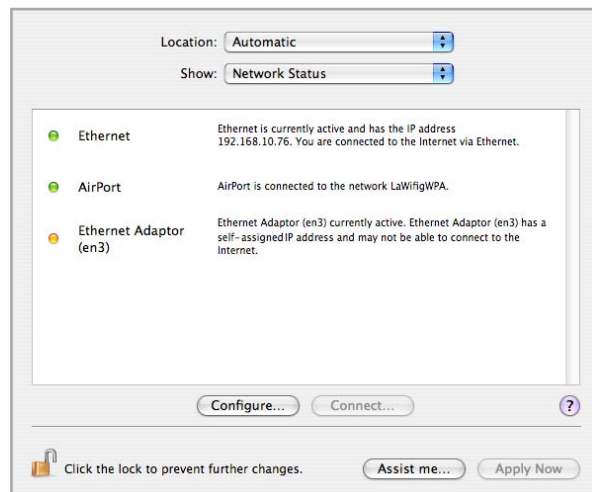 Location: Automatic
Show: Network Status
Ethernet
Ethernet is currently active and has the IP address
192.168.10.76. You are connected to the Internet via Ethernet.
AirPort
AirPort is connected to the network LaWifigWPA.
Ethernet Adaptor
(en3)
Ethernet Adaptor (en3) currently active. Ethernet Adaptor (en3) has a
self-assigned IP address and may not be able to connect to the
Internet.
Configure... Connect... ?
Click the lock to prevent further changes. Assist me... Apply Now